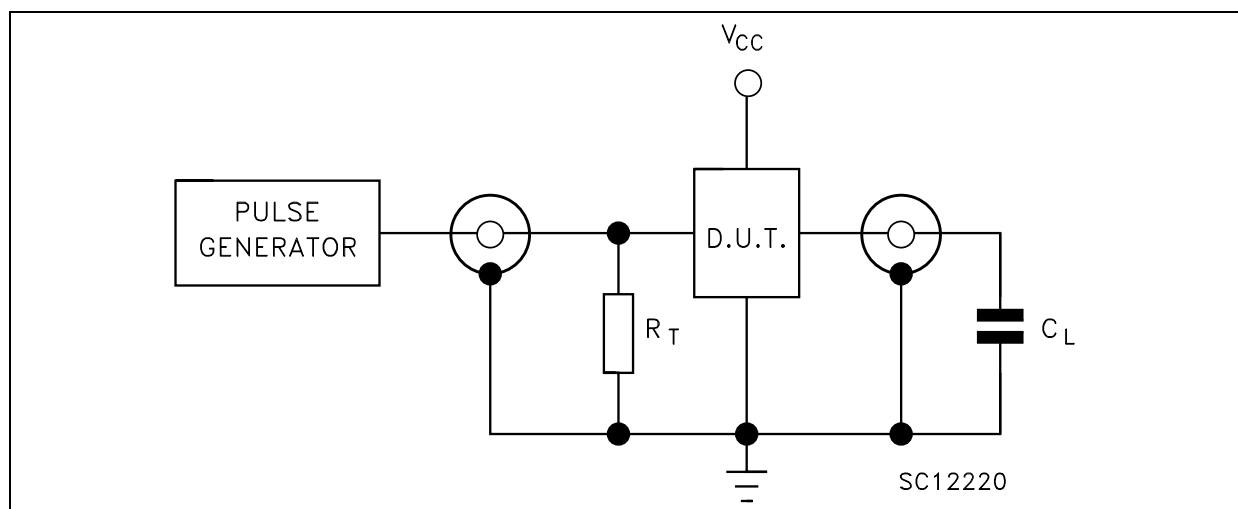 VCC
PULSE
GENERATOR
D.U.T.
RT
CL
SC12220